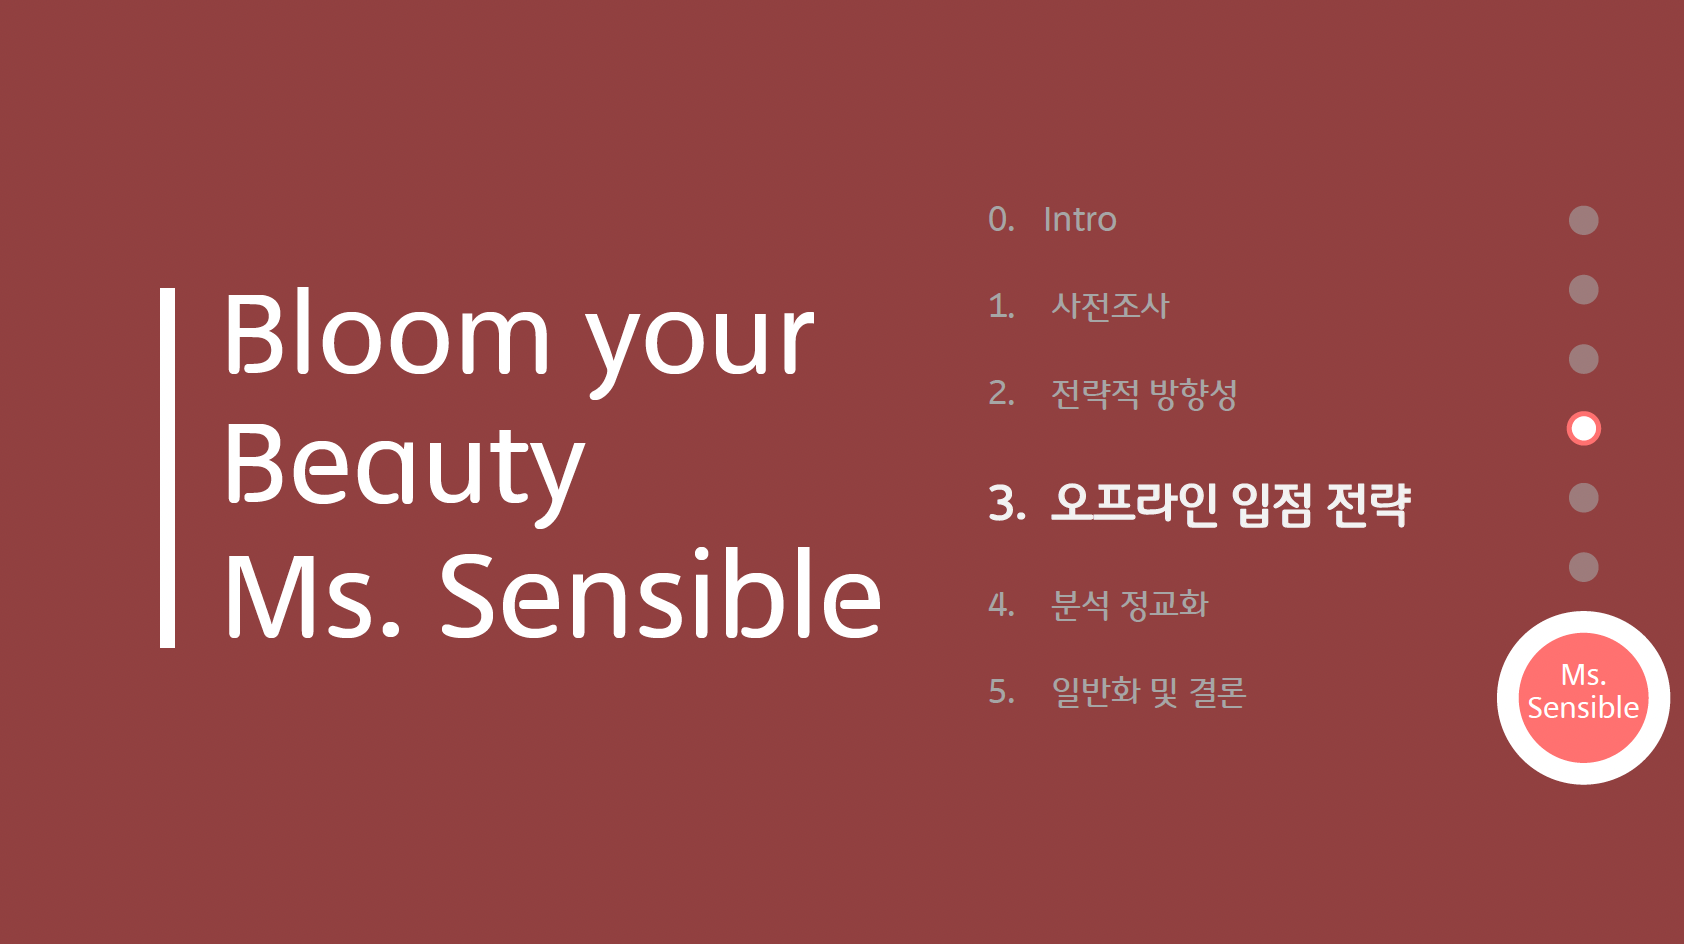 Bloom your
Beauty
Ms. Sensible
0. Intro
1. 사전조사
2. 전략적 방향성
3. 오프라인 입점 전략
4. 분석 정교화
5. 일반화 및 결론
Ms.
Sensible